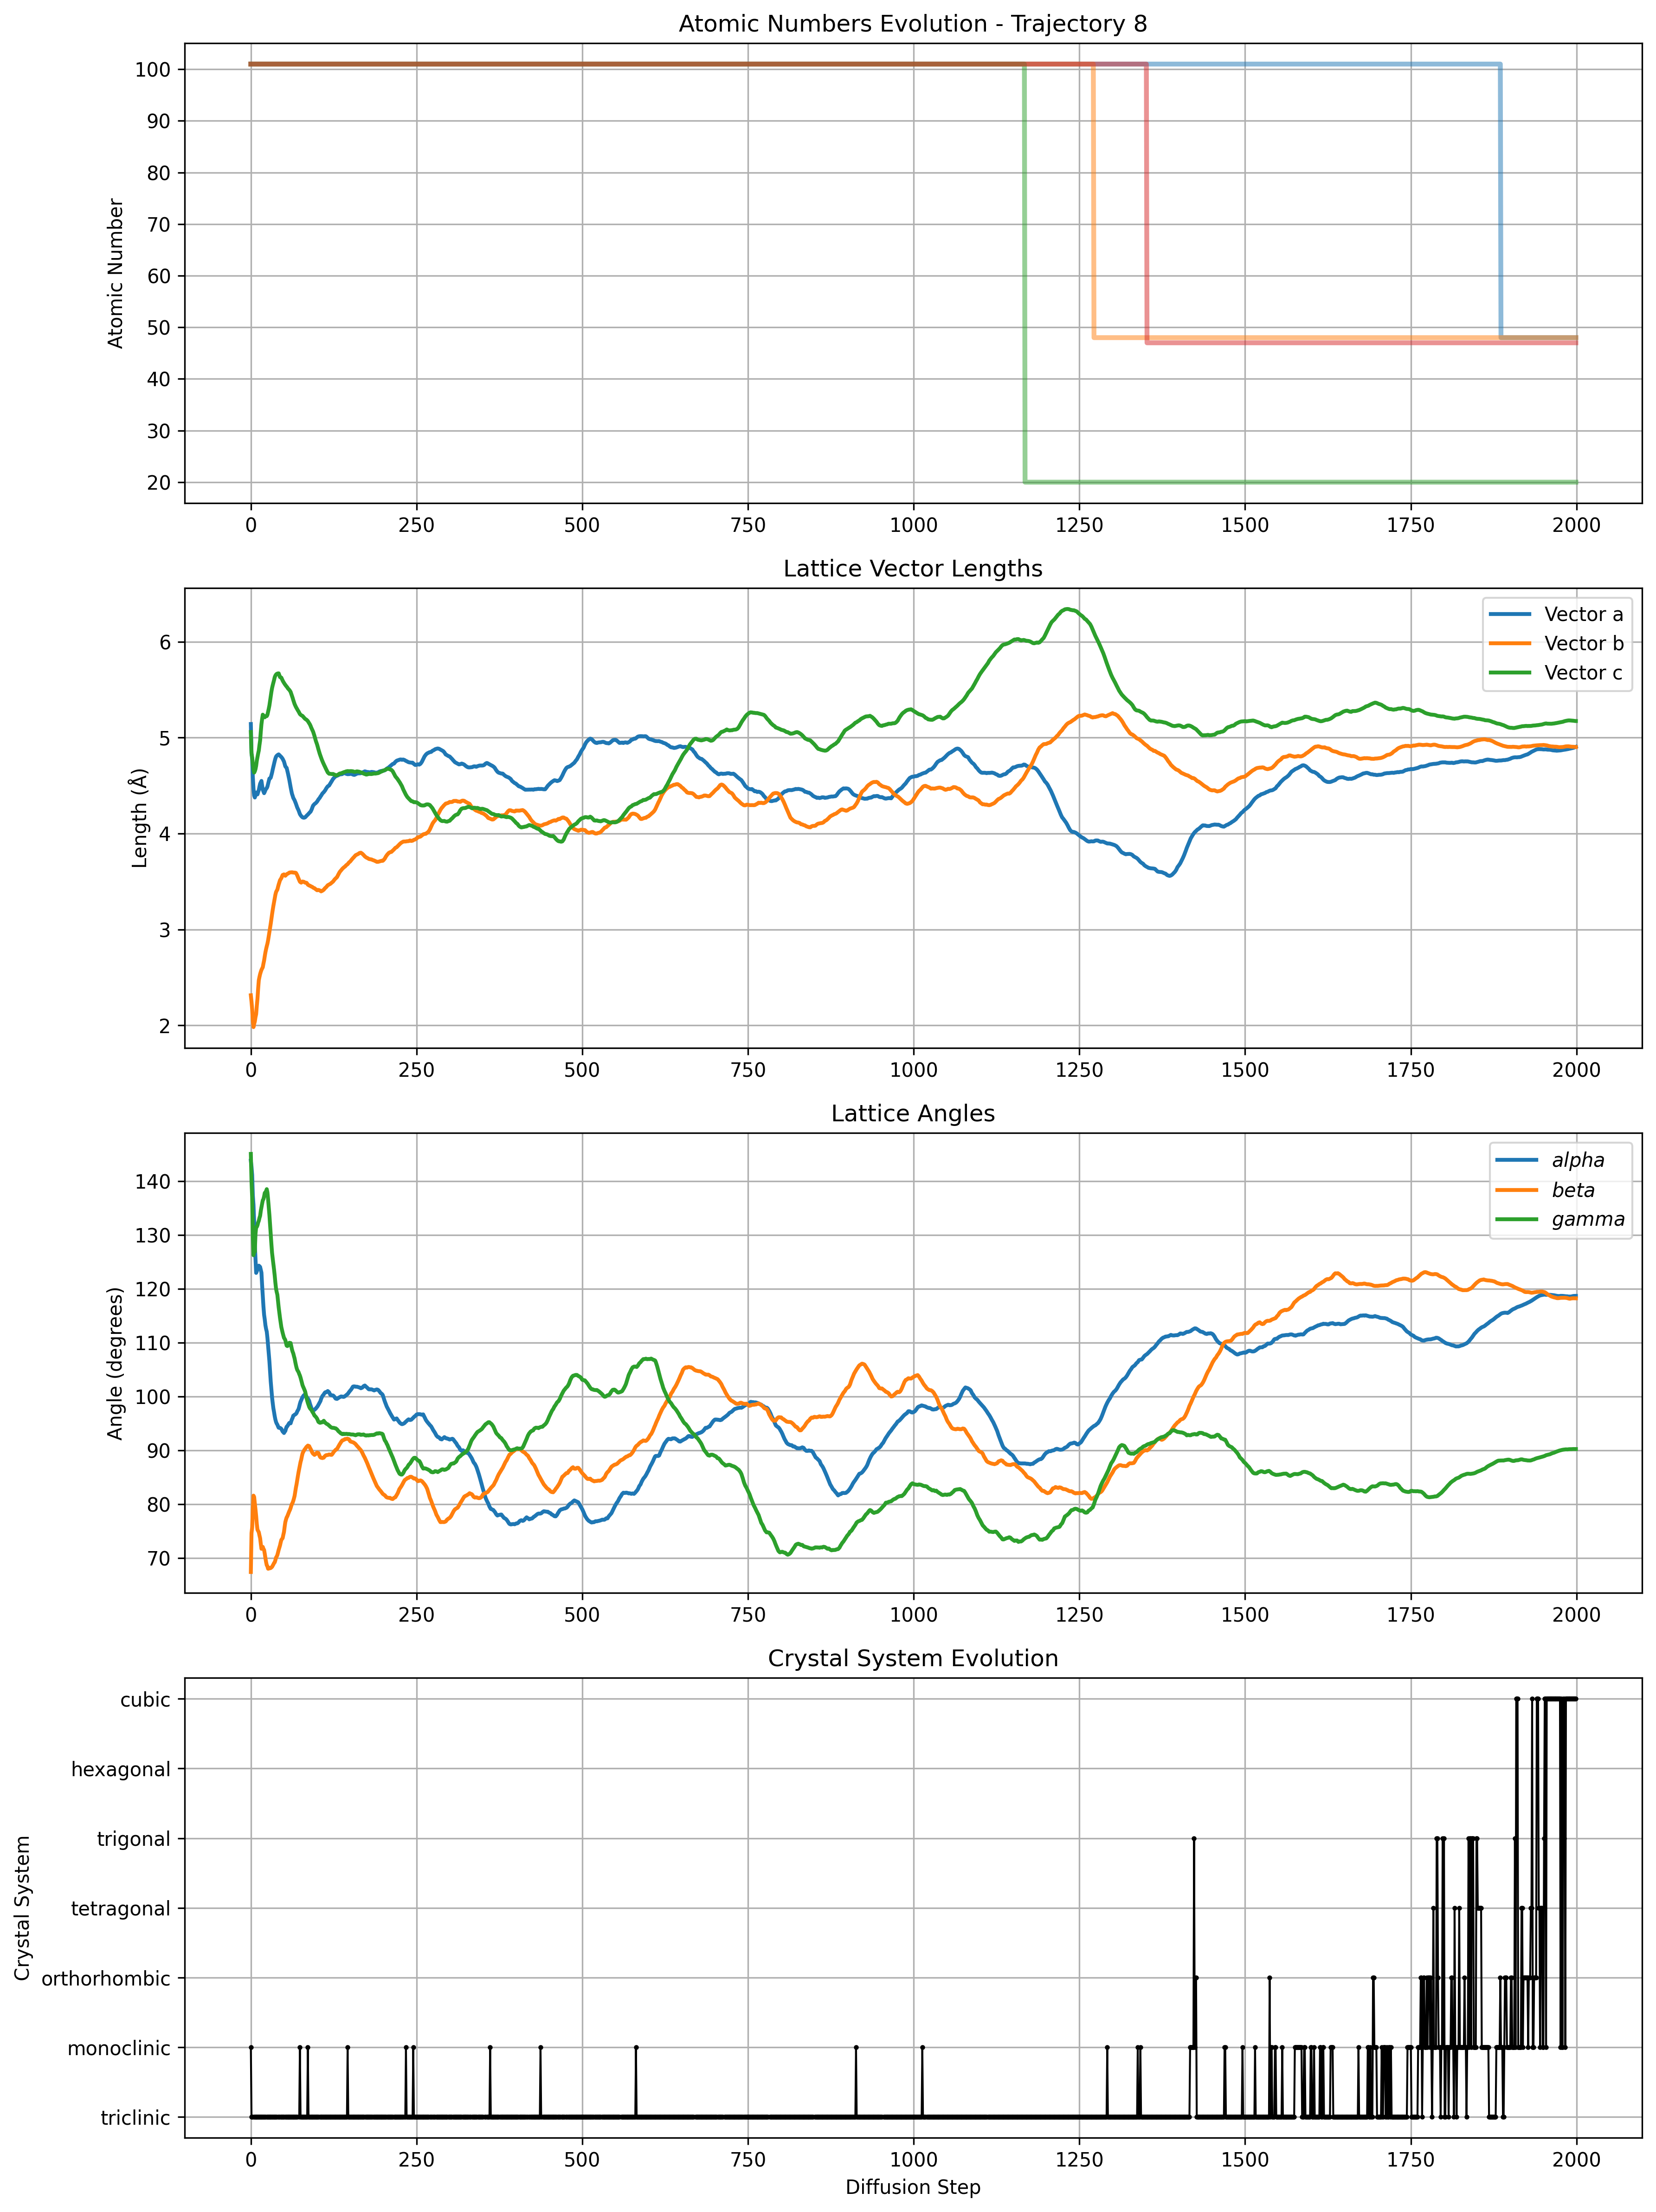 Atomic Numbers Evolution - Trajectory 8
Atomic Number
100
90
80
70
60
50
40
30
20
0 250 500 750 1000 1250 1500 1750 2000
Lattice Vector Lengths
Length (Å)
6
5
4
3
2
Vector a
Vector b
Vector c
0 250 500 750 1000 1250 1500 1750 2000
Lattice Angles
Angle (degrees)
140
130
120
110
100
90
80
70
alpha
beta
gamma
0 250 500 750 1000 1250 1500 1750 2000
Crystal System Evolution
Crystal System
cubic
hexagonal
trigonal
tetragonal
orthorhombic
monoclinic
triclinic
0 250 500 750 1000 1250 1500 1750 2000
Diffusion Step